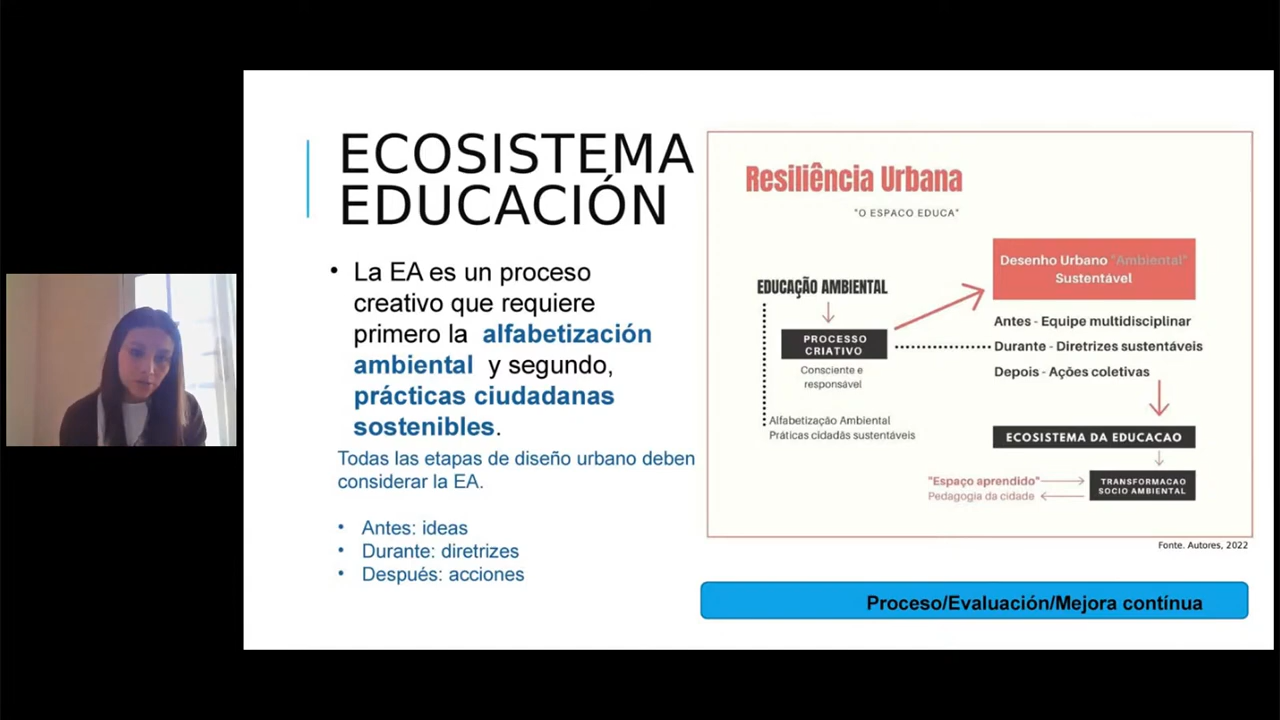 ECOSISTEMA
EDUCACIÓN
• La EA es un proceso
creativo que requiere
primero la alfabetización
ambiental y segundo,
prácticas ciudadanas
sostenibles.
Todas las etapas de diseño urbano deben
considerar la EA.
• Antes: ideas
• Durante: diretrizes
• Después: acciones
Resiliência Urbana
"O ESPACO EDUCA"
EDUCAÇÃO AMBIENTAL
PROCESSO
CRIATIVO
Consciente e
responsável
Alfabetização Ambiental
Práticas cidadãs sustentáveis
Desenho Urbano "Ambiental"
Sustentável
Antes - Equipe multidisciplinar
Durante - Diretrizes sustentáveis
Depois - Ações coletivas
ECOSISTEMA DA EDUCACAO
"Espaço aprendido"
Pedagogia da cidade
TRANSFORMACAO
SOCIO AMBIENTAL
Fonte. Autores, 2022
Proceso/Evaluación/Mejora contínua